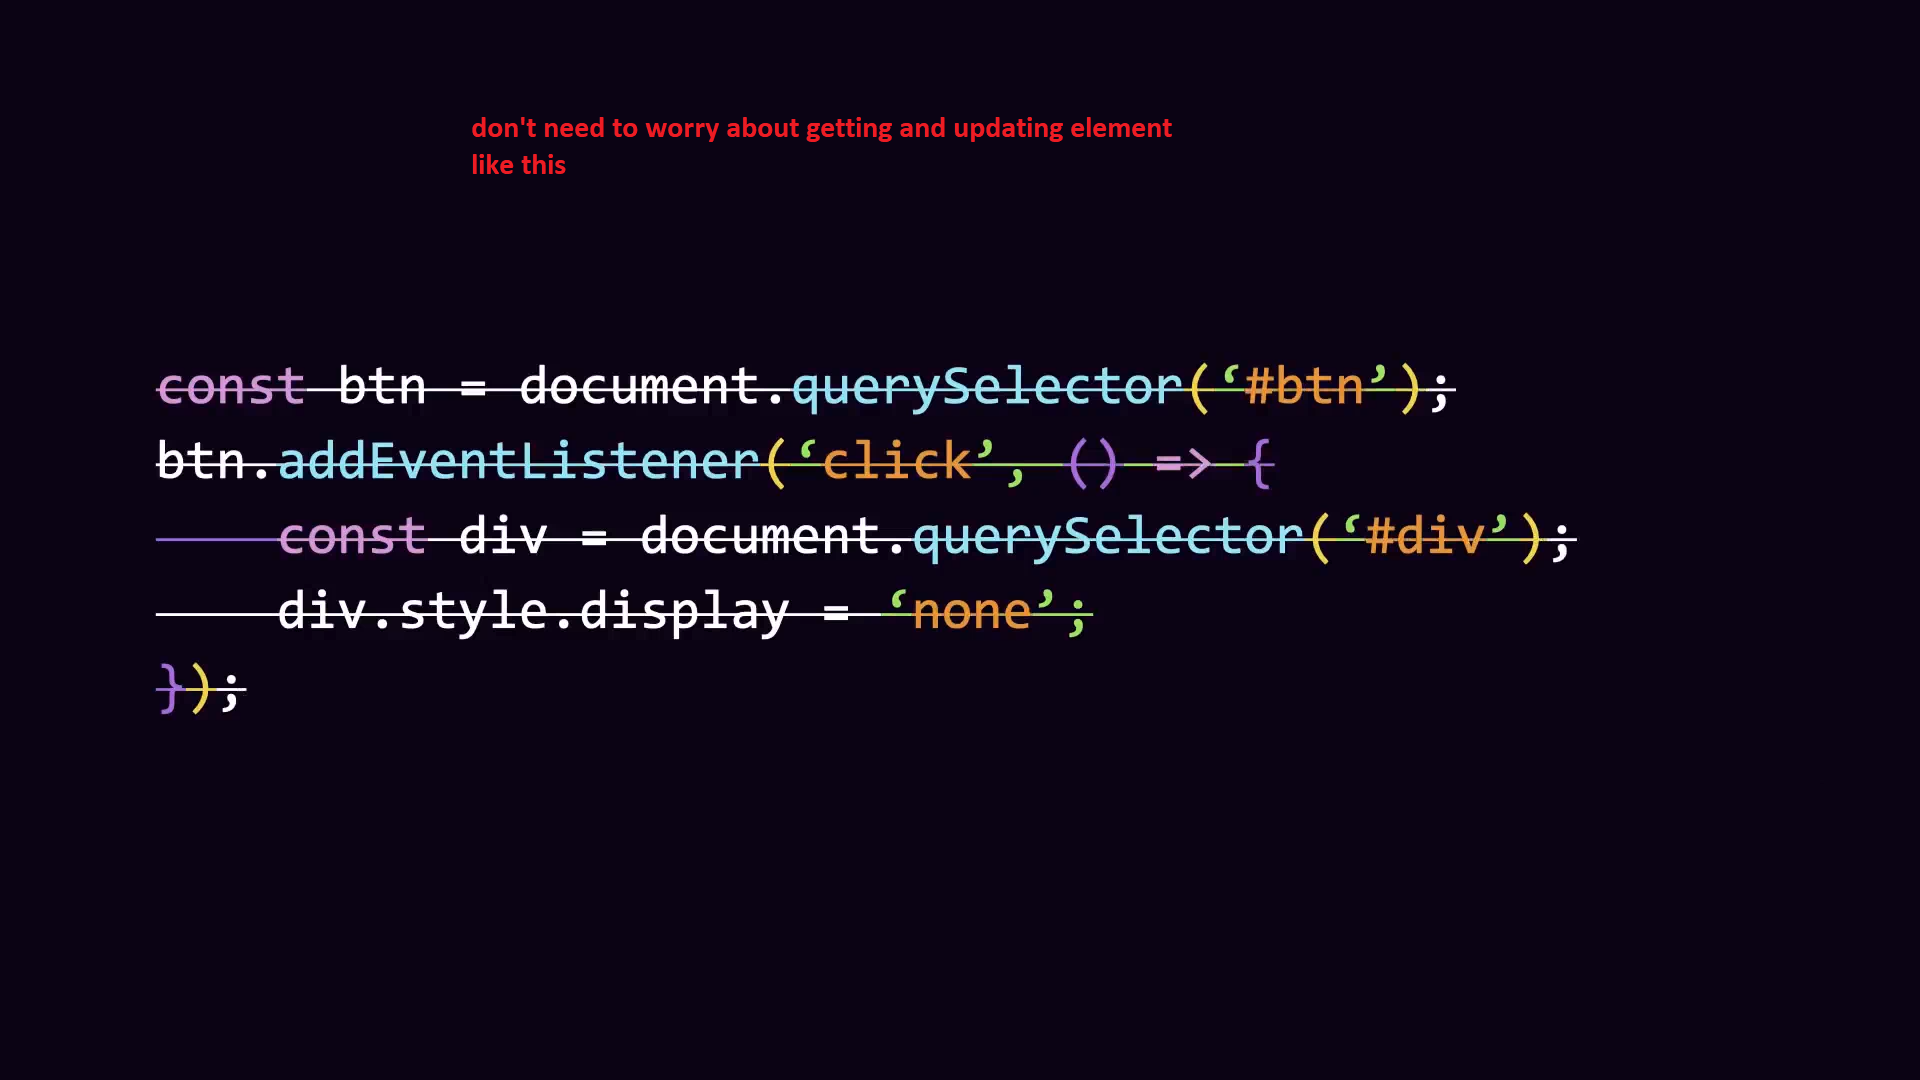 don't need to worry about getting and updating element
like this
const btn = document.querySelector(‘#btn’);
btn.addEventListener(‘click’, () => {
    const div = document.querySelector(‘#div’);
    div.style.display = ‘none’;
});